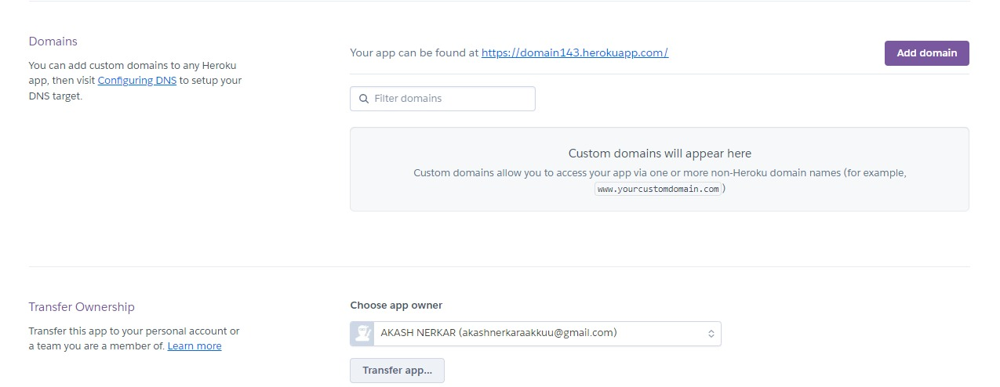 Domains
You can add custom domains to any Heroku
app, then visit Configuring DNS to setup your
DNS target.
Your app can be found at https://domain143.herokuapp.com/
Add domain
Filter domains
Custom domains will appear here
Custom domains allow you to access your app via one or more non-Heroku domain names (for example,
www.yourcustomdomain.com)
Transfer Ownership
Transfer this app to your personal account or
a team you are a member of. Learn more
Choose app owner
AKASH NERKAR (akashnerkaraakkuu@gmail.com)
Transfer app...